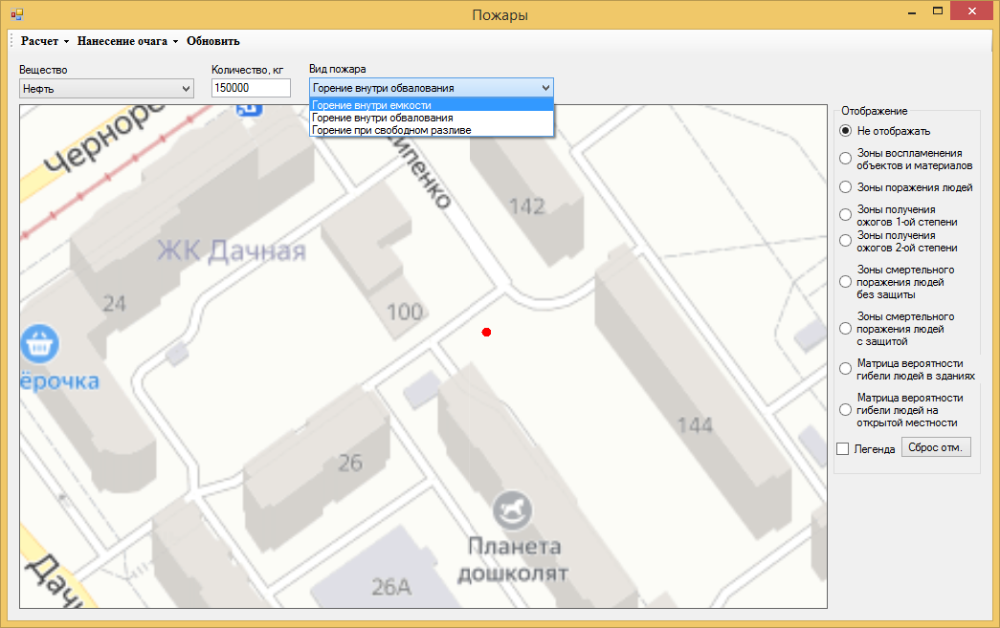 Пожары
Расчет Нанесение очага Обновить
Вещество
Количество, кг
Вид пожара
Нефть
150000
Горение внутри обвалования
Горение внутри емкости
Горение внутри обвалования
Горение при свободном разливе
Черноре
сипенко
142
ЖК Дачная
24
100
ёрочка
144
26
Планета
дошколят
26А
Дачн
Отображение
Не отображать
Зоны воспламенения
объектов и материалов
Зоны поражения людей
Зоны получения
ожогов 1-ой степени
Зоны получения
ожогов 2-ой степени
Зоны смертельного
поражения людей
без защиты
Зоны смертельного
поражения людей
с защитой
Матрица вероятности
гибели людей в зданиях
Матрица вероятности
гибели людей на
открытой местности
Легенда
Сброс отм.